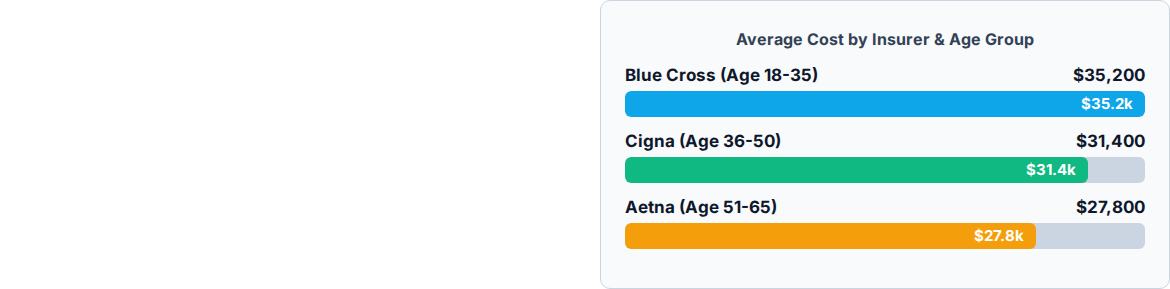 Average Cost by Insurer & Age Group
Blue Cross (Age 18-35) $35,200
$35.2k
Cigna (Age 36-50) $31,400
$31.4k
Aetna (Age 51-65) $27,800
$27.8k